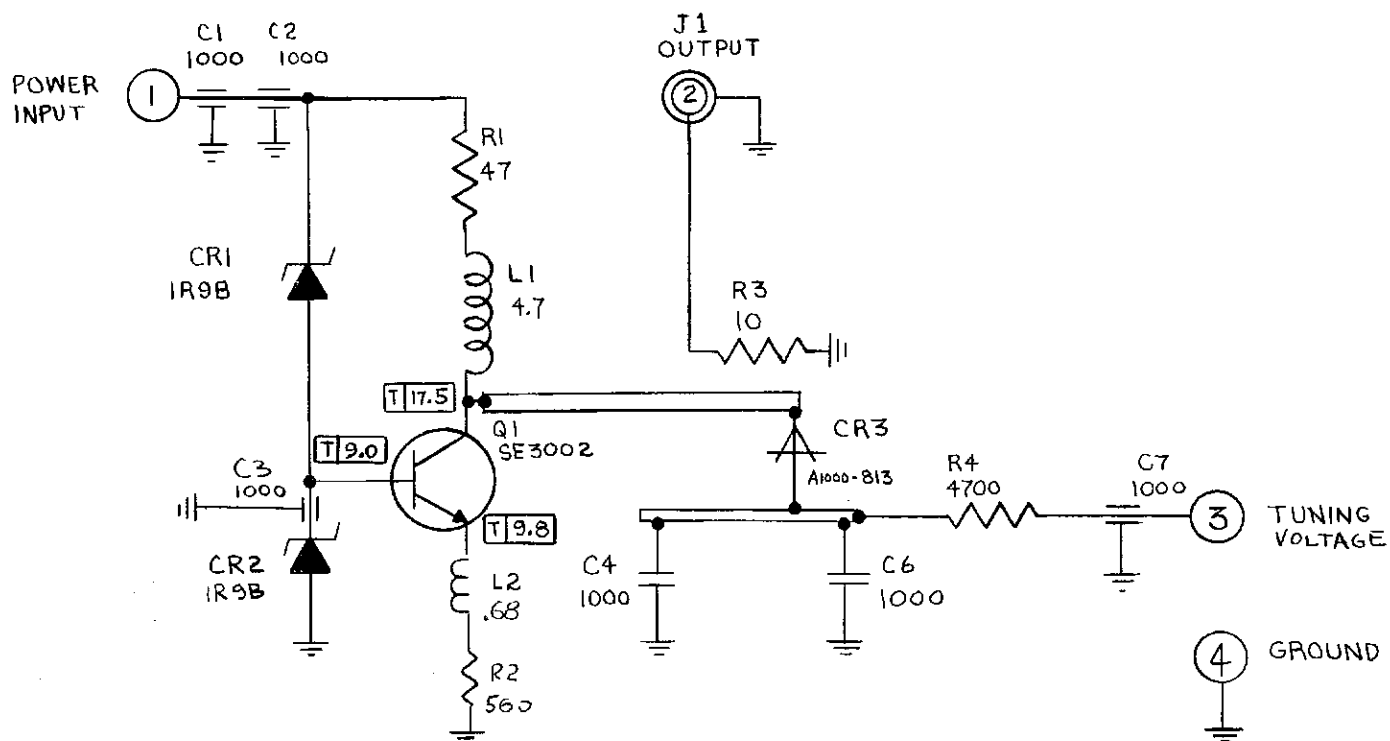 C1
1000
C2
1000
J1
OUTPUT
POWER
INPUT
1
2
R1
47
CR1
1R9B
L1
4.7
R3
10
T 17.5
Q1
SE3002
CR3
A1000-813
T 9.0
C3
1000
R4
4700
C7
1000
3
TUNING
VOLTAGE
T 9.8
CR2
1R9B
L2
.68
C4
1000
C6
1000
R2
560
4
GROUND